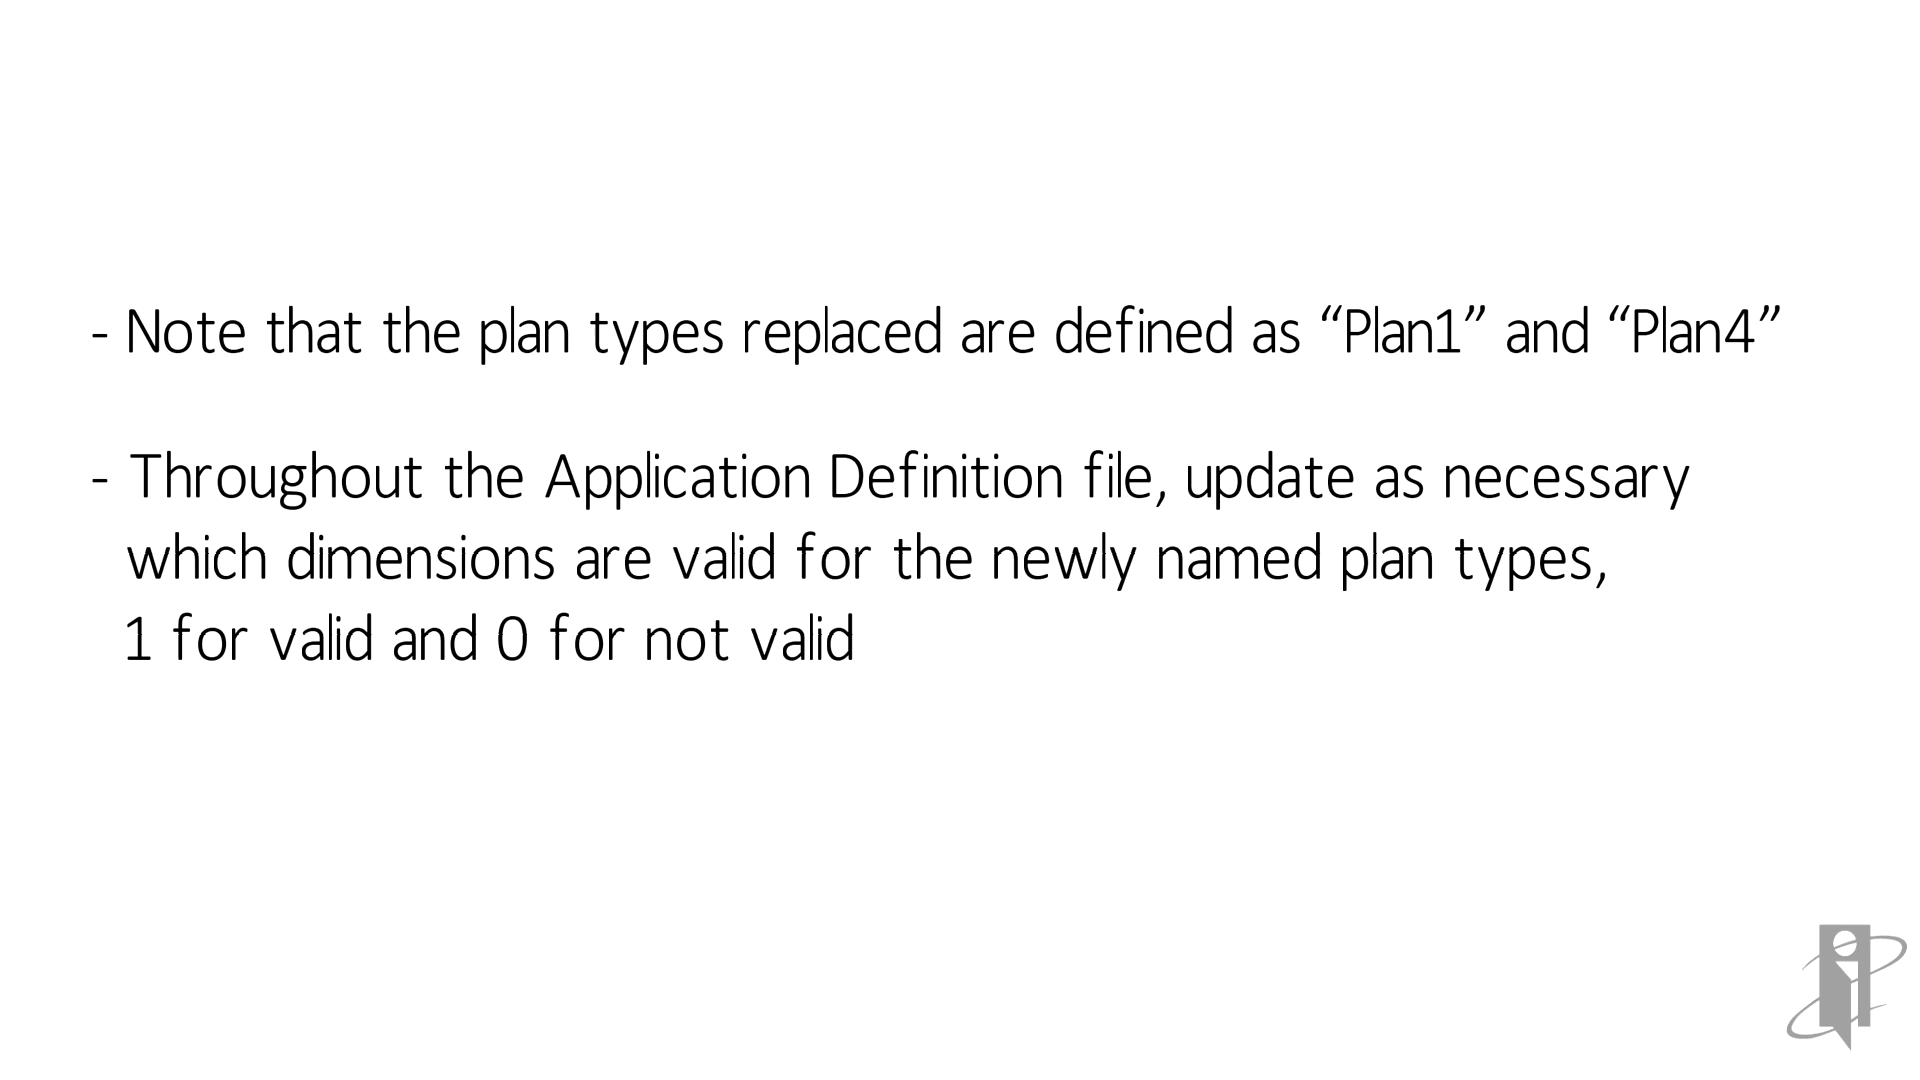 - Note that the plan types replaced are defined as “Plan1” and “Plan4”
- Throughout the Application Definition file, update as necessary
which dimensions are valid for the newly named plan types,
1 for valid and 0 for not valid